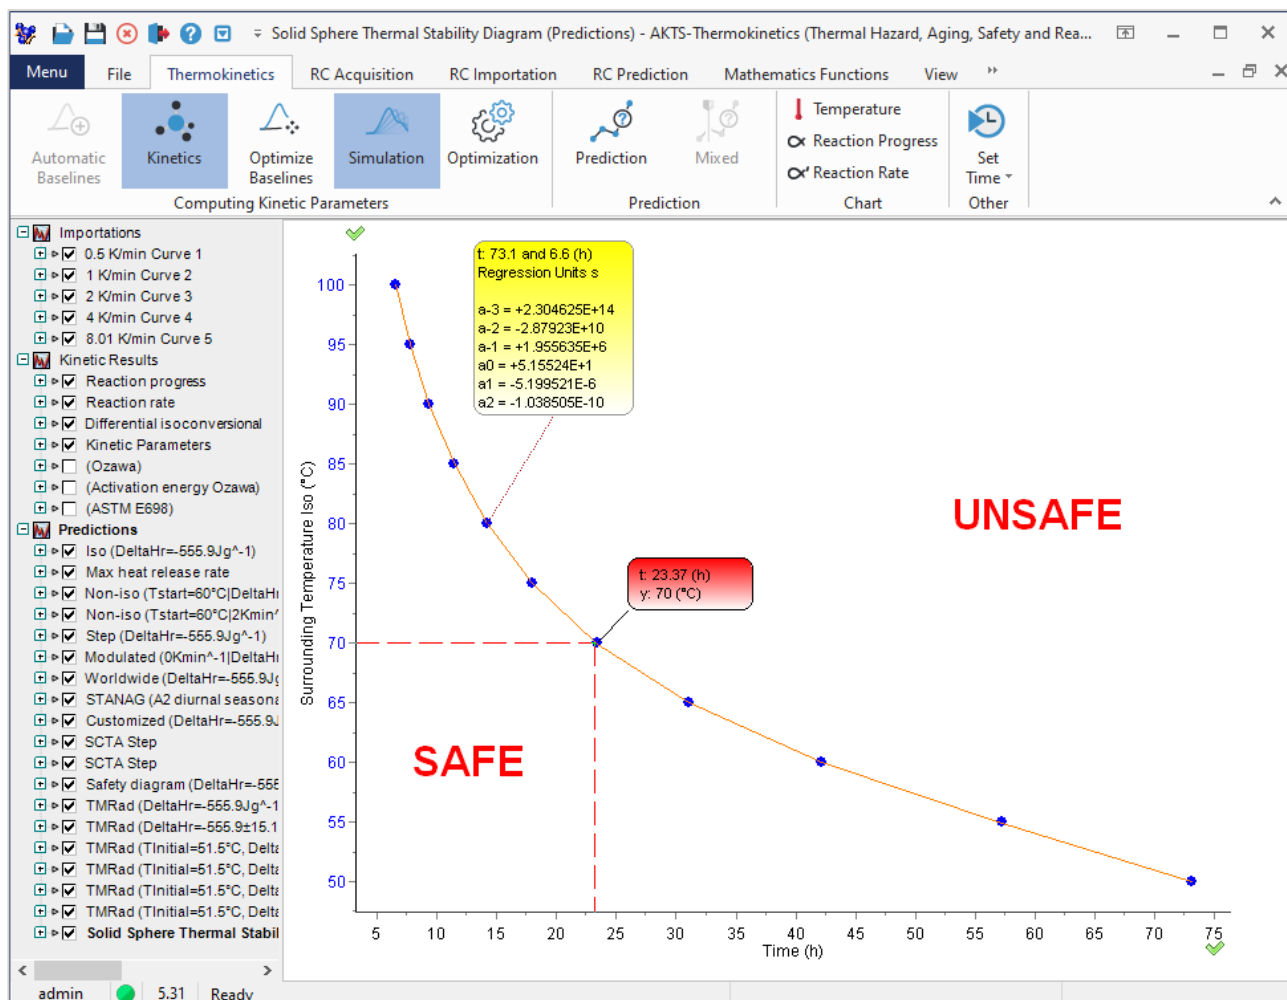 Solid Sphere Thermal Stability Diagram (Predictions) - AKTS-Thermokinetics (Thermal Hazard, Aging, Safety and Rea...
Menu File Thermokinetics RC Acquisition RC Importation RC Prediction Mathematics Functions View
Automatic Baselines
Kinetics
Optimize Baselines
Simulation
Optimization
Prediction
Mixed
Temperature
α Reaction Progress
α' Reaction Rate
Set Time
Computing Kinetic Parameters
Prediction
Chart
Other
Importations
0.5 K/min Curve 1
1 K/min Curve 2
2 K/min Curve 3
4 K/min Curve 4
8.01 K/min Curve 5
Kinetic Results
Reaction progress
Reaction rate
Differential isoconversional
Kinetic Parameters
(Ozawa)
(Activation energy Ozawa)
(ASTM E698)
Predictions
Iso (DeltaHr=-555.9Jg^-1)
Max heat release rate
Non-iso (Tstart=60°C|DeltaHr
Non-iso (Tstart=60°C|2Kmin^
Step (DeltaHr=-555.9Jg^-1)
Modulated (0Kmin^-1|DeltaHr
Worldwide (DeltaHr=-555.9Jg
STANAG (A2 diurnal seasona
Customized (DeltaHr=-555.9J
SCTA Step
SCTA Step
Safety diagram (DeltaHr=-555
TMRad (DeltaHr=-555.9Jg^-1
TMRad (DeltaHr=-555.9±15.1
TMRad (TInitial=51.5°C, Delta
TMRad (TInitial=51.5°C, Delta
TMRad (TInitial=51.5°C, Delta
TMRad (TInitial=51.5°C, Delta
Solid Sphere Thermal Stabil
t: 73.1 and 6.6 (h)
Regression Units s
a-3 = +2.304625E+14
a-2 = -2.87923E+10
a-1 = +1.955635E+6
a0 = +5.15524E+1
a1 = -5.199521E-6
a2 = -1.038505E-10
t: 23.37 (h)
y: 70 (°C)
UNSAFE
SAFE
Surrounding Temperature Iso (°C)
100
95
90
85
80
75
70
65
60
55
50
5 10 15 20 25 30 35 40 45 50 55 60 65 70 75
Time (h)
admin 5.31 Ready